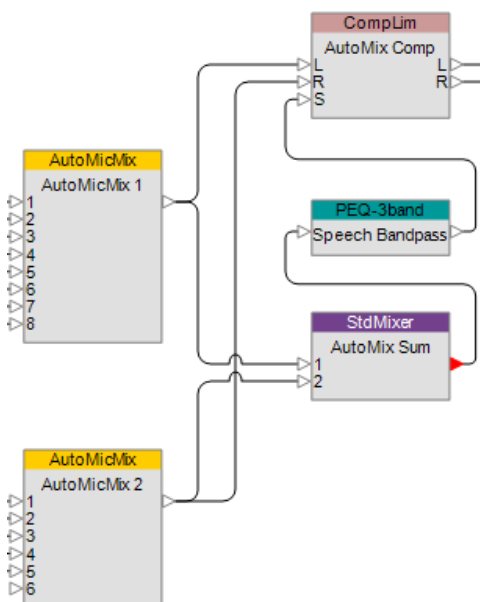 CompLim
AutoMix Comp
L L
R R
S
AutoMicMix
AutoMicMix 1
1
2
3
4
5
6
7
8
PEQ-3band
Speech Bandpass
StdMixer
AutoMix Sum
1
2
AutoMicMix
AutoMicMix 2
1
2
3
4
5
6